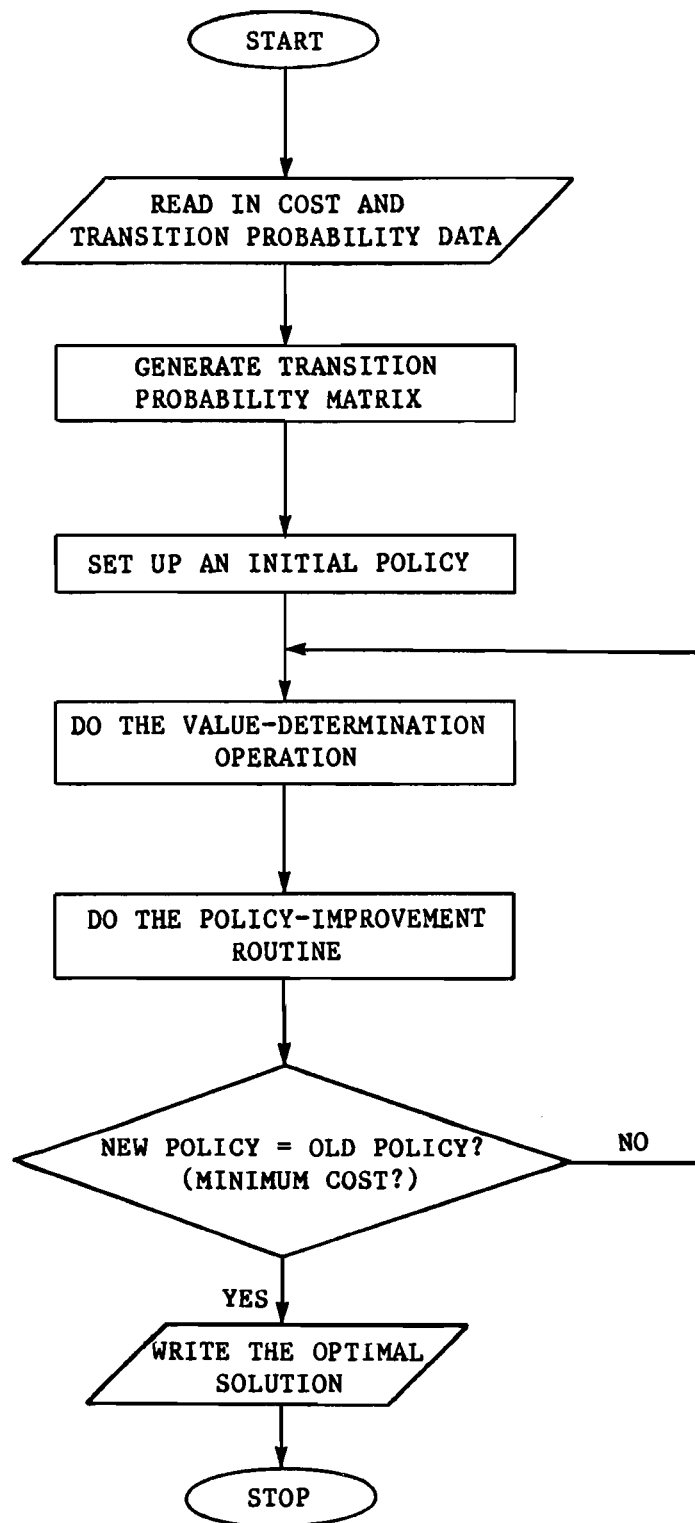 START
READ IN COST AND
TRANSITION PROBABILITY DATA
GENERATE TRANSITION
PROBABILITY MATRIX
SET UP AN INITIAL POLICY
DO THE VALUE-DETERMINATION
OPERATION
DO THE POLICY-IMPROVEMENT
ROUTINE
NEW POLICY = OLD POLICY?
(MINIMUM COST?)
NO
YES
WRITE THE OPTIMAL
SOLUTION
STOP